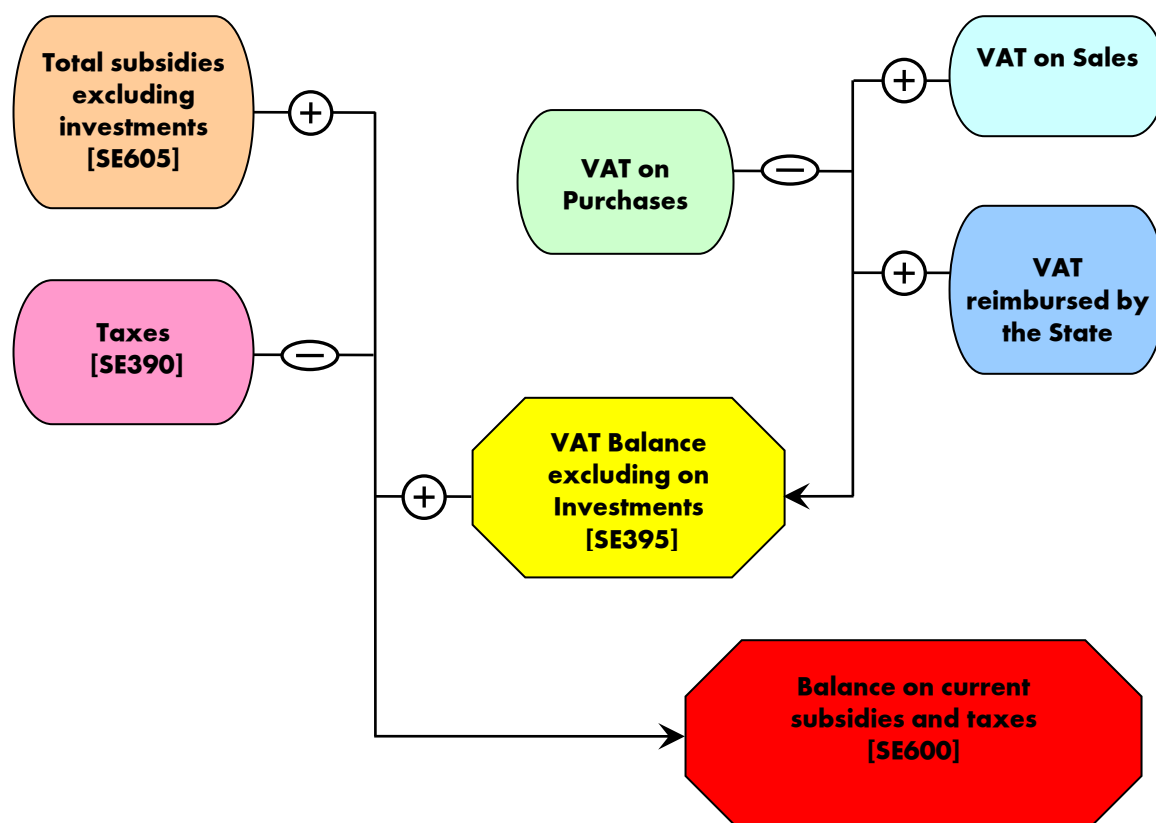 Total subsidies
excluding
investments
[SE605]
+
VAT on Sales
+
VAT on
Purchases
−
VAT
reimbursed by
the State
+
Taxes
[SE390]
−
VAT Balance
excluding on
Investments
[SE395]
+
Balance on current
subsidies and taxes
[SE600]